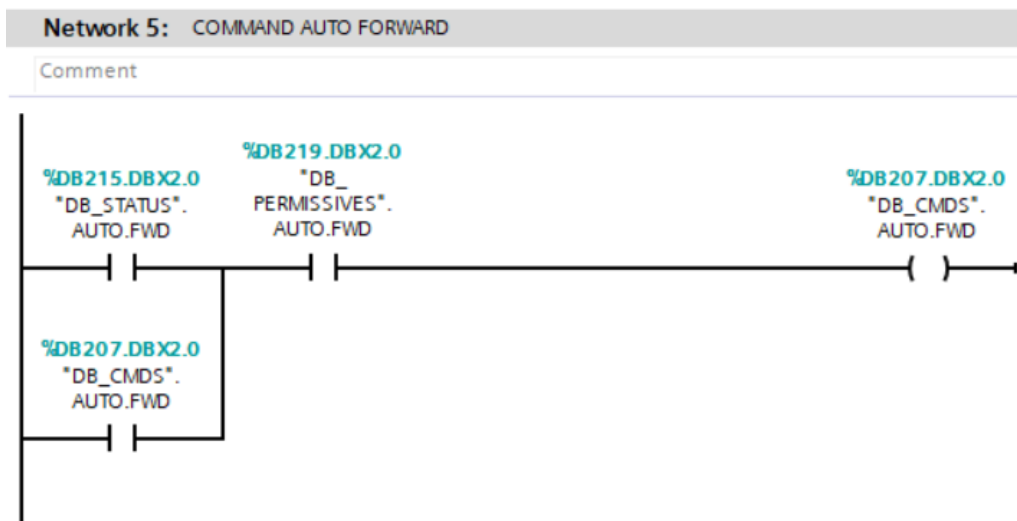 Network 5: COMMAND AUTO FORWARD
Comment
%DB215.DBX2.0
"DB_STATUS".
AUTO.FWD
%DB219.DBX2.0
"DB_
PERMISSIVES".
AUTO.FWD
%DB207.DBX2.0
"DB_CMDS".
AUTO.FWD
%DB207.DBX2.0
"DB_CMDS".
AUTO.FWD